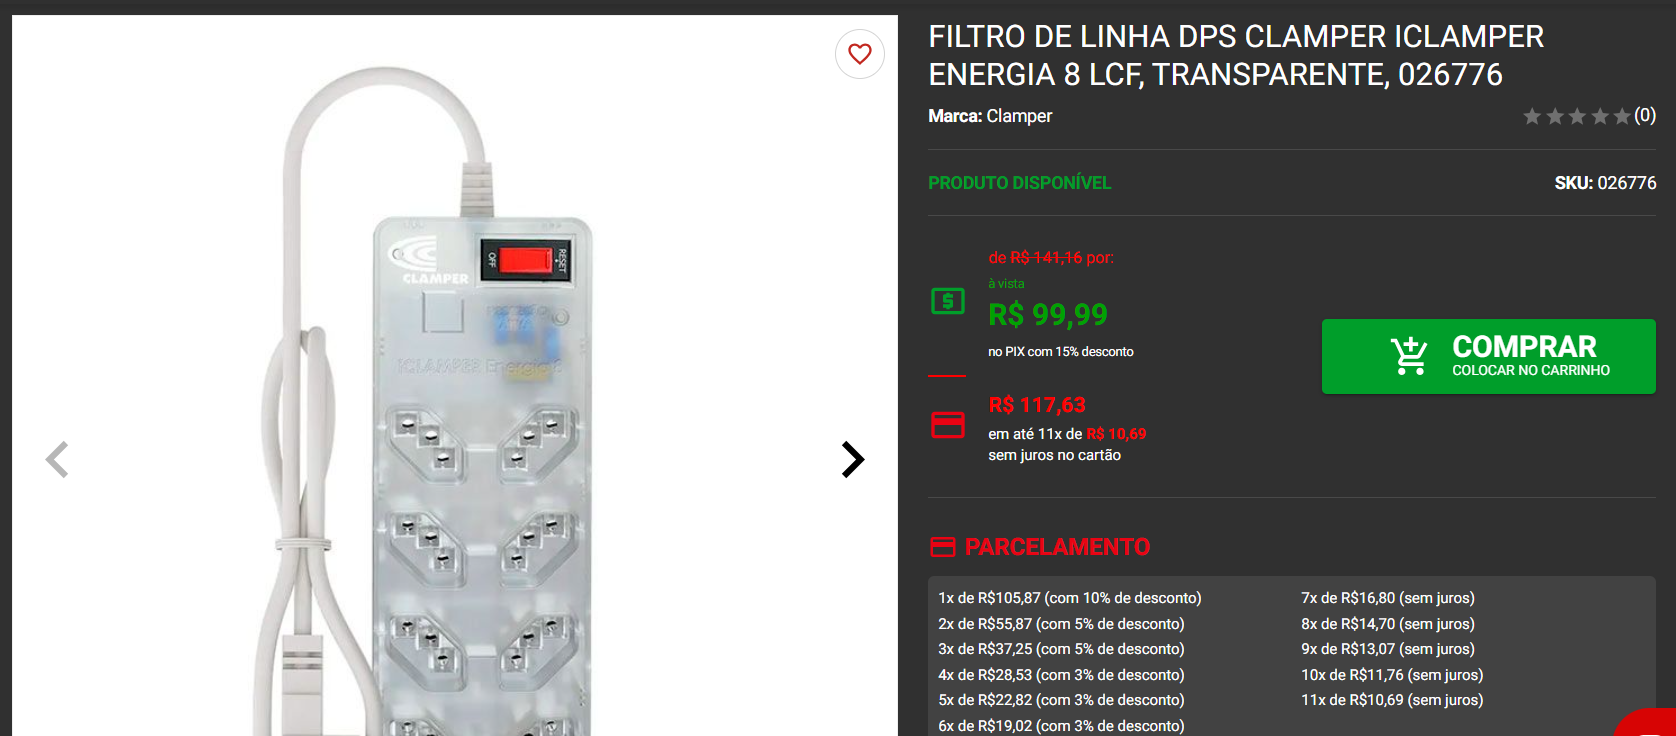 FILTRO DE LINHA DPS CLAMPER ICLAMPER
ENERGIA 8 LCF, TRANSPARENTE, 026776
Marca: Clamper
(0)
PRODUTO DISPONÍVEL
SKU: 026776
de R$ 141,16 por:
à vista
R$ 99,99
no PIX com 15% desconto
R$ 117,63
em até 11x de R$ 10,69
sem juros no cartão
COMPRAR
COLOCAR NO CARRINHO
PARCELAMENTO
1x de R$105,87 (com 10% de desconto)
2x de R$55,87 (com 5% de desconto)
3x de R$37,25 (com 5% de desconto)
4x de R$28,53 (com 3% de desconto)
5x de R$22,82 (com 3% de desconto)
6x de R$19,02 (com 3% de desconto)
7x de R$16,80 (sem juros)
8x de R$14,70 (sem juros)
9x de R$13,07 (sem juros)
10x de R$11,76 (sem juros)
11x de R$10,69 (sem juros)
CLAMPER
OFF
RESET
ICLAMPER Energia 8